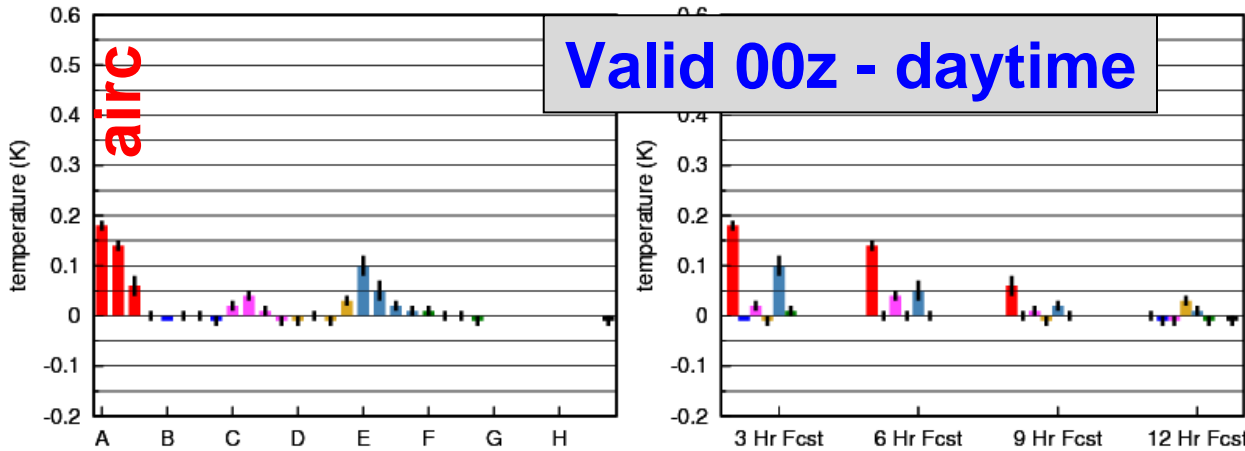 Valid 00z - daytime
airc
temperature (K)
0.6
0.5
0.4
0.3
0.2
0.1
0
-0.1
-0.2
A B C D E F G H
temperature (K)
0.6
0.4
0.3
0.2
0.1
0
-0.1
-0.2
3 Hr Fcst 6 Hr Fcst 9 Hr Fcst 12 Hr Fcst